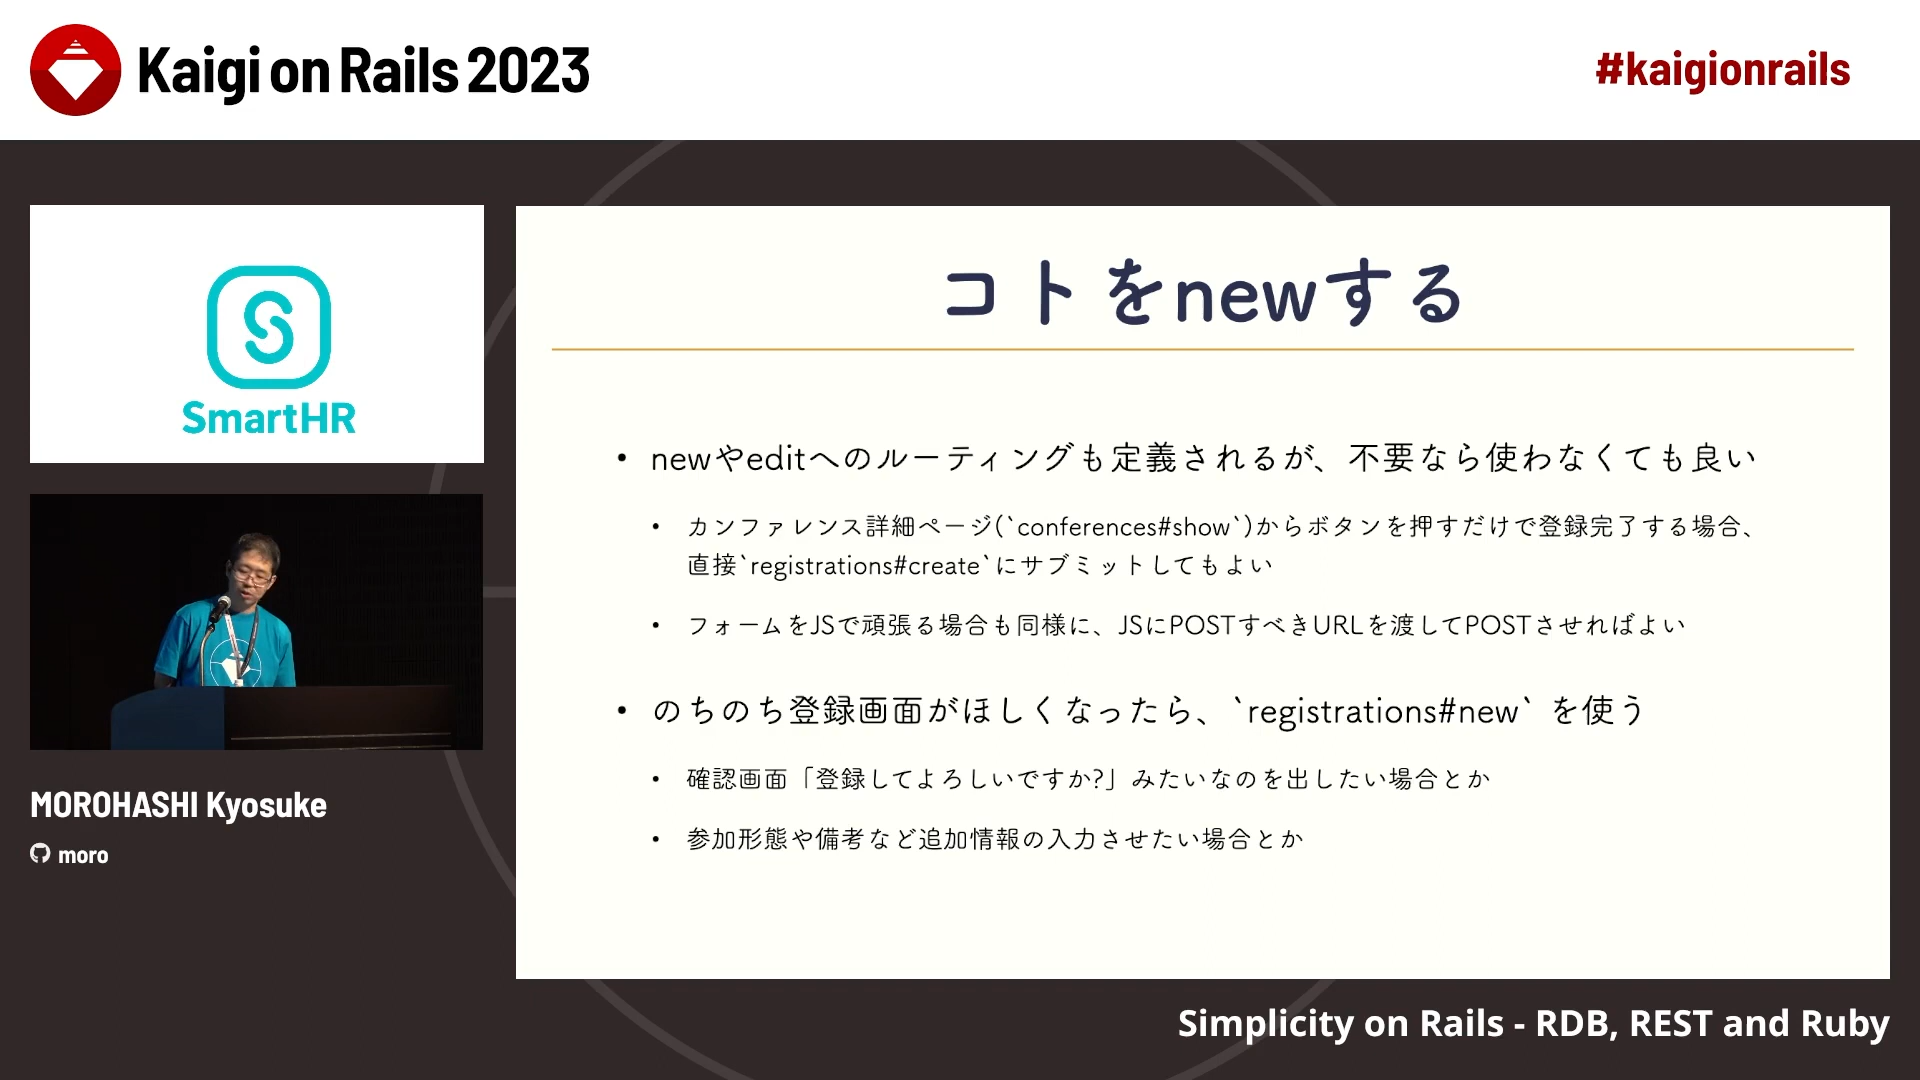 Kaigi on Rails 2023
#kaigionrails
SmartHR
MOROHASHI Kyosuke
moro
コトをnewする
• newやeditへのルーティングも定義されるが、不要なら使わなくても良い
• カンファレンス詳細ページ(`conferences#show`)からボタンを押すだけで登録完了する場合、
直接`registrations#create`にサブミットしてもよい
• フォームをJSで頑張る場合も同様に、JSにPOSTすべきURLを渡してPOSTさせればよい
• のちのち登録画面がほしくなったら、`registrations#new` を使う
• 確認画面「登録してよろしいですか?」みたいなのを出したい場合とか
• 参加形態や備考など追加情報の入力させたい場合とか
Simplicity on Rails - RDB, REST and Ruby